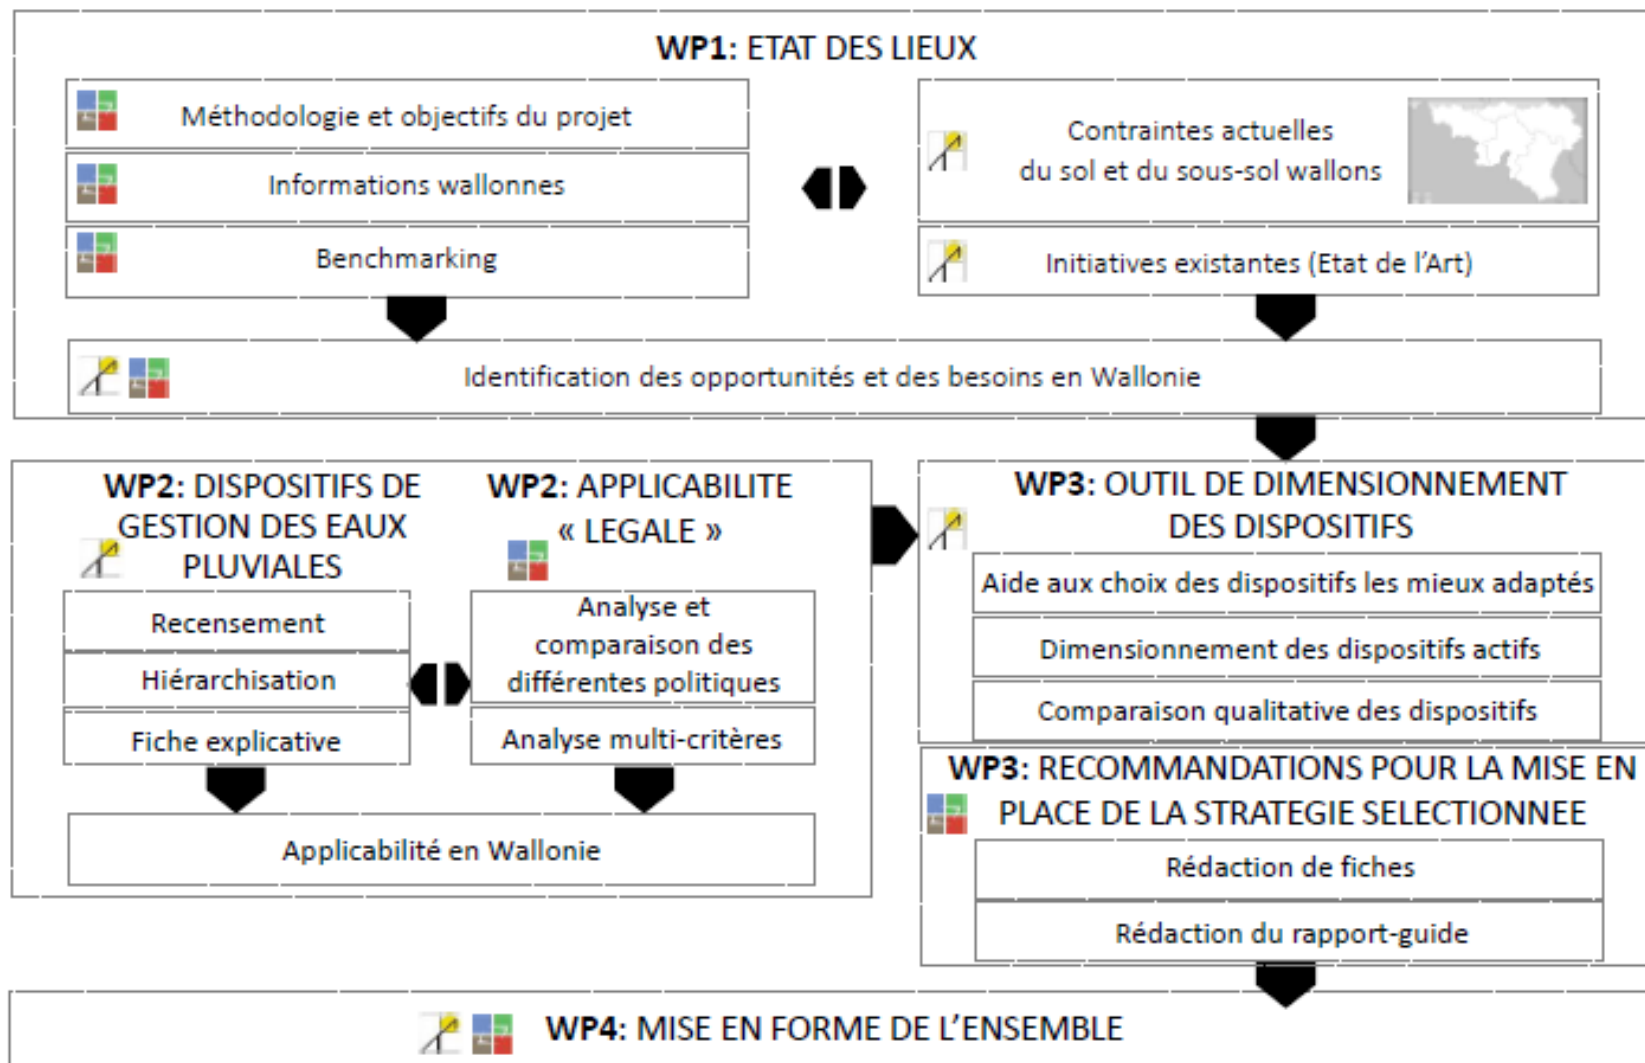 WP1: ETAT DES LIEUX
Méthodologie et objectifs du projet
Informations wallonnes
Benchmarking
Contraintes actuelles
du sol et du sous-sol wallons
Initiatives existantes (Etat de l'Art)
Identification des opportunités et des besoins en Wallonie
WP2: DISPOSITIFS DE
GESTION DES EAUX
PLUVIALES
Recensement
Hiérarchisation
Fiche explicative
WP2: APPLICABILITE
« LEGALE »
Analyse et
comparaison des
différentes politiques
Analyse multi-critères
Applicabilité en Wallonie
WP3: OUTIL DE DIMENSIONNEMENT
DES DISPOSITIFS
Aide aux choix des dispositifs les mieux adaptés
Dimensionnement des dispositifs actifs
Comparaison qualitative des dispositifs
WP3: RECOMMANDATIONS POUR LA MISE EN
PLACE DE LA STRATEGIE SELECTIONNEE
Rédaction de fiches
Rédaction du rapport-guide
WP4: MISE EN FORME DE L'ENSEMBLE